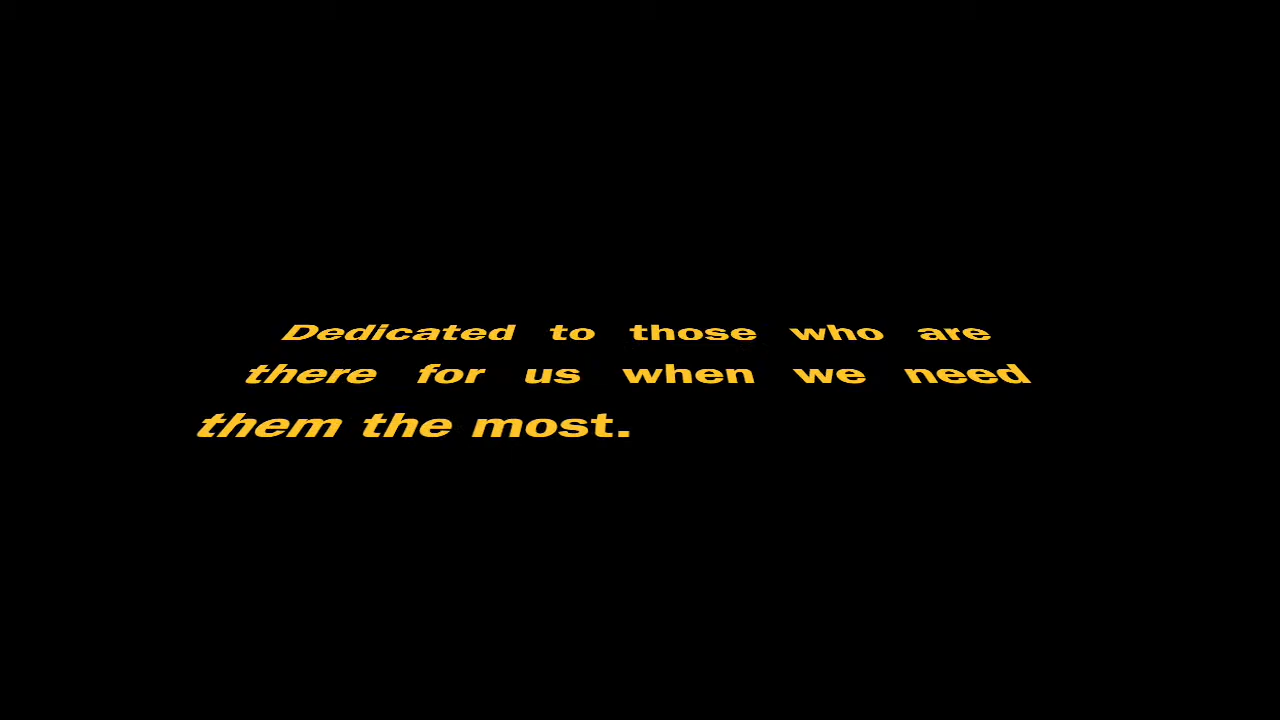 Dedicated to those who are
there for us when we need
them the most.